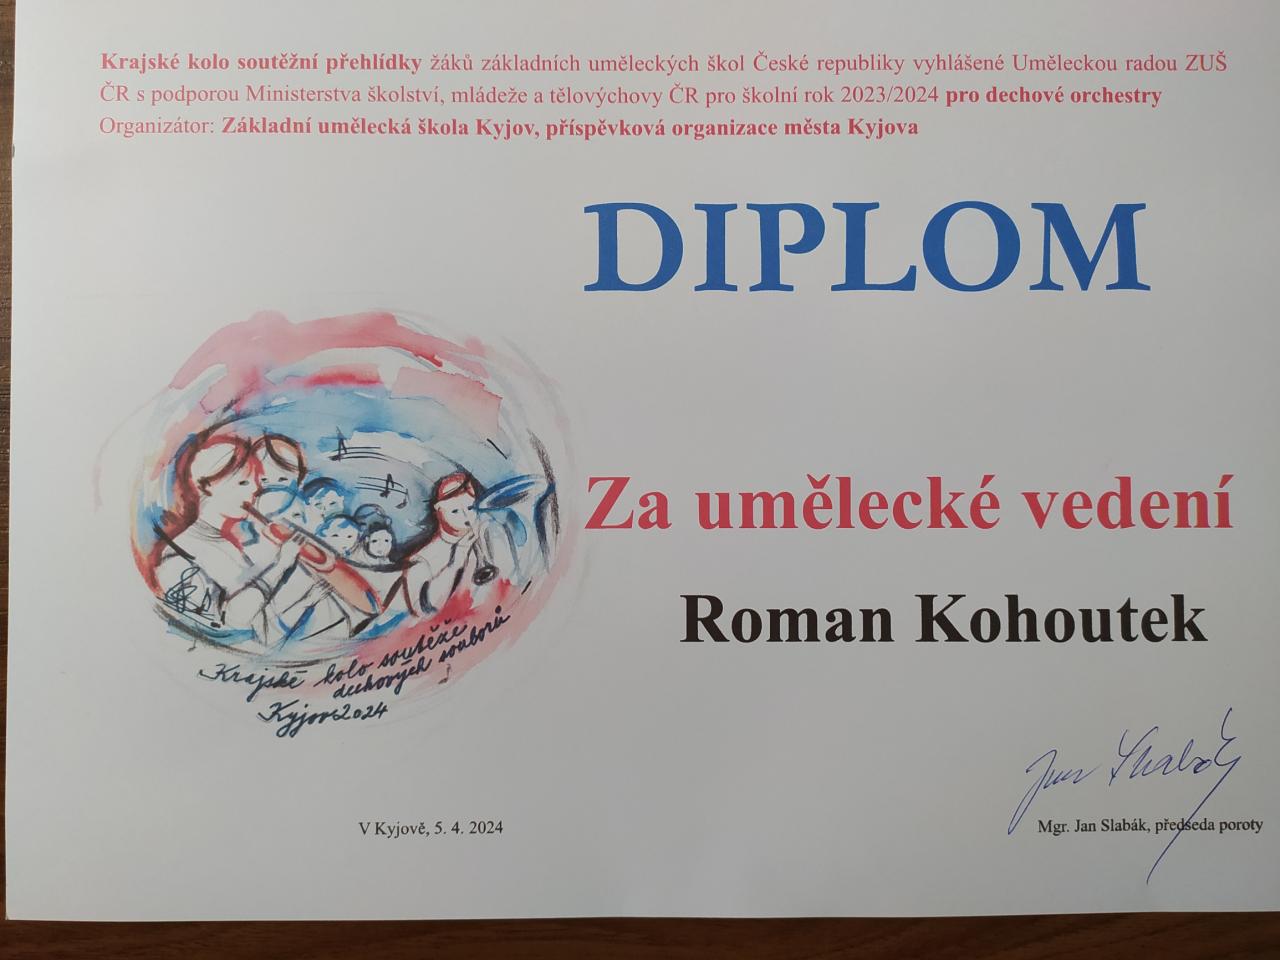 Krajské kolo soutěžní přehlídky žáků základních uměleckých škol České republiky vyhlášené Uměleckou radou ZUŠ
ČR s podporou Ministerstva školství, mládeže a tělovýchovy ČR pro školní rok 2023/2024 pro dechové orchestry
Organizátor: Základní umělecká škola Kyjov, příspěvková organizace města Kyjova
DIPLOM
Za umělecké vedení
Roman Kohoutek
Krajské kolo soutěže
dechových souborů
Kyjov 2024
Jan Slabák
V Kyjově, 5. 4. 2024
Mgr. Jan Slabák, předseda poroty